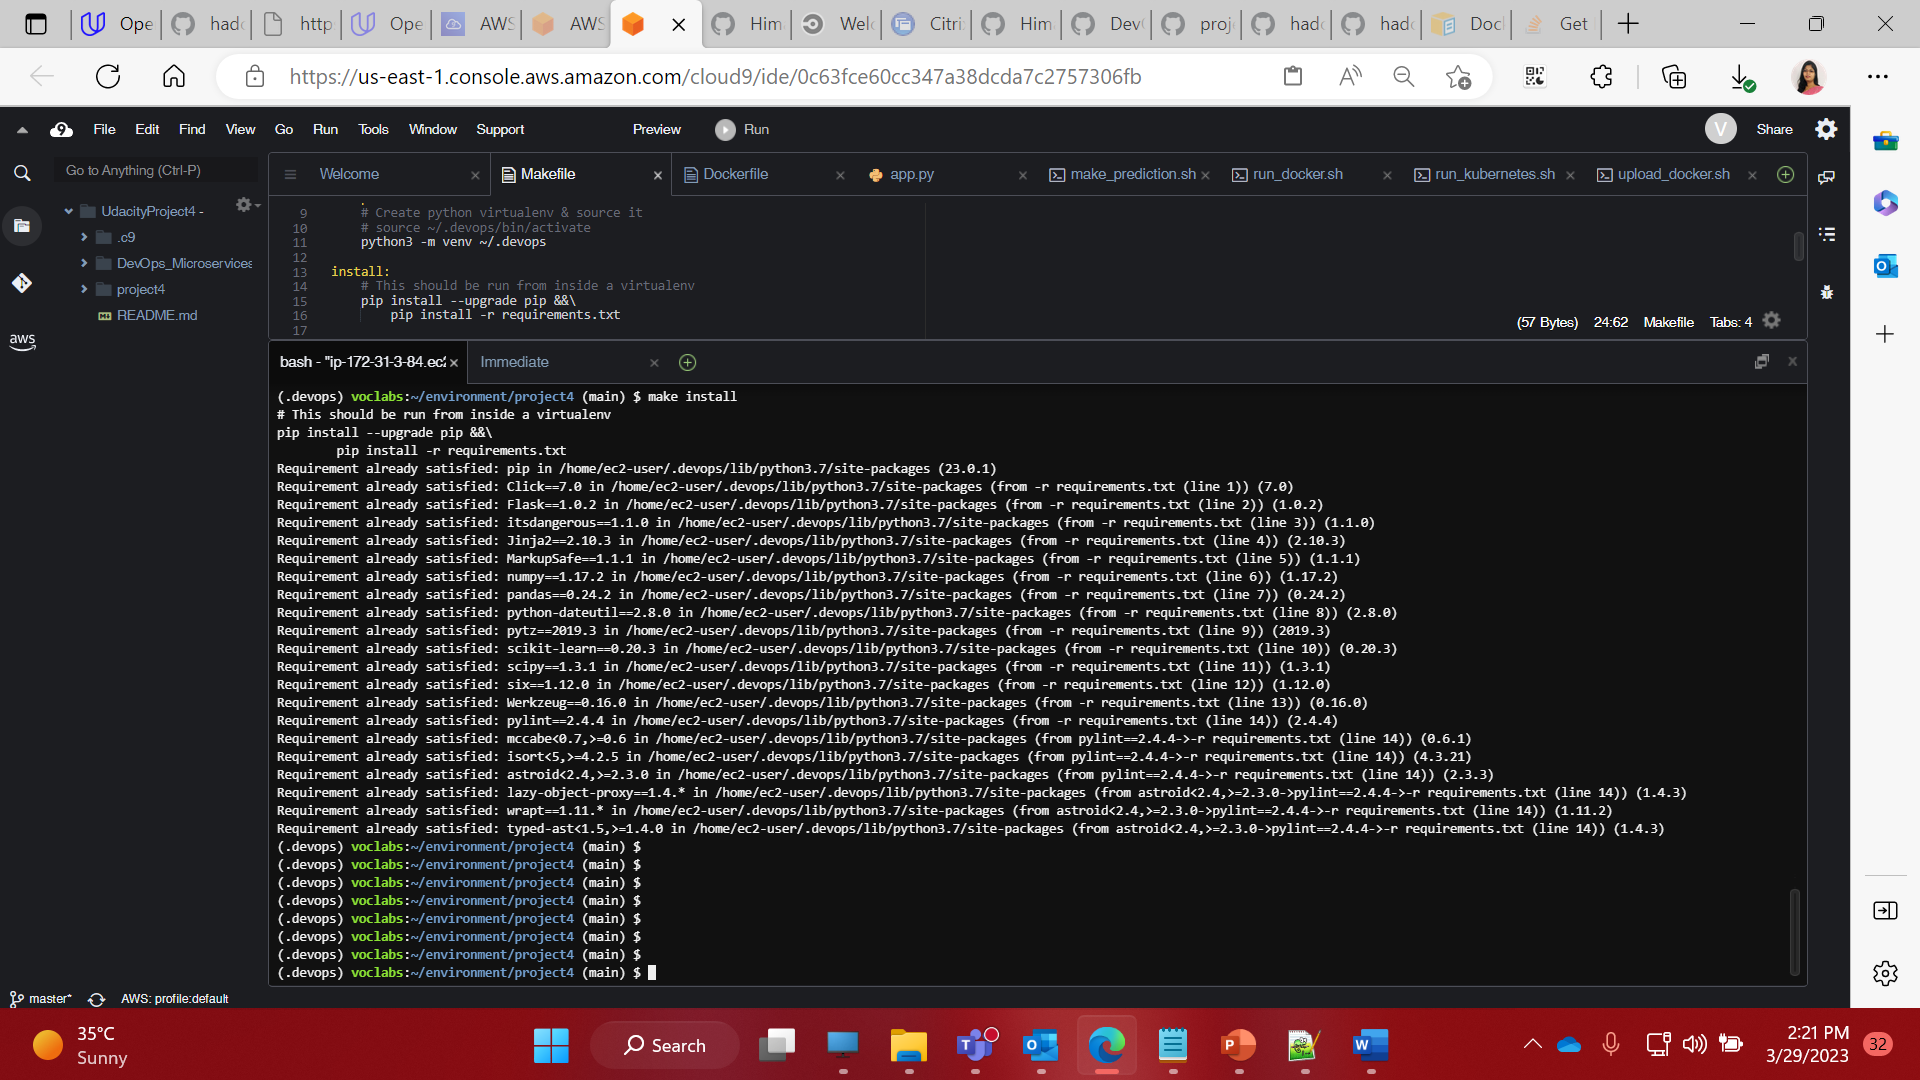 Ope
hado
http
Ope
AWS
AWS
Him
Welc
Citri
Him
Dev
proj
hado
hado
Docl
Get
https://us-east-1.console.aws.amazon.com/cloud9/ide/0c63fce60cc347a38dcda7c2757306fb
9 File Edit Find View Go Run Tools Window Support Preview Run V Share
Go to Anything (Ctrl-P)
Welcome Makefile Dockerfile app.py make_prediction.sh run_docker.sh run_kubernetes.sh upload_docker.sh
UdacityProject4 -
.c9
DevOps_Microservices
project4
README.md
aws
9 # Create python virtualenv & source it
10 # source ~/.devops/bin/activate
11 python3 -m venv ~/.devops
12
13 install:
14 # This should be run from inside a virtualenv
15 pip install --upgrade pip &&\
16 pip install -r requirements.txt
17
(57 Bytes) 24:62 Makefile Tabs: 4
bash - "ip-172-31-3-84.ec2 Immediate
(.devops) voclabs:~/environment/project4 (main) $ make install
# This should be run from inside a virtualenv
pip install --upgrade pip &&\
pip install -r requirements.txt
Requirement already satisfied: pip in /home/ec2-user/.devops/lib/python3.7/site-packages (23.0.1)
Requirement already satisfied: Click==7.0 in /home/ec2-user/.devops/lib/python3.7/site-packages (from -r requirements.txt (line 1)) (7.0)
Requirement already satisfied: Flask==1.0.2 in /home/ec2-user/.devops/lib/python3.7/site-packages (from -r requirements.txt (line 2)) (1.0.2)
Requirement already satisfied: itsdangerous==1.1.0 in /home/ec2-user/.devops/lib/python3.7/site-packages (from -r requirements.txt (line 3)) (1.1.0)
Requirement already satisfied: Jinja2==2.10.3 in /home/ec2-user/.devops/lib/python3.7/site-packages (from -r requirements.txt (line 4)) (2.10.3)
Requirement already satisfied: MarkupSafe==1.1.1 in /home/ec2-user/.devops/lib/python3.7/site-packages (from -r requirements.txt (line 5)) (1.1.1)
Requirement already satisfied: numpy==1.17.2 in /home/ec2-user/.devops/lib/python3.7/site-packages (from -r requirements.txt (line 6)) (1.17.2)
Requirement already satisfied: pandas==0.24.2 in /home/ec2-user/.devops/lib/python3.7/site-packages (from -r requirements.txt (line 7)) (0.24.2)
Requirement already satisfied: python-dateutil==2.8.0 in /home/ec2-user/.devops/lib/python3.7/site-packages (from -r requirements.txt (line 8)) (2.8.0)
Requirement already satisfied: pytz==2019.3 in /home/ec2-user/.devops/lib/python3.7/site-packages (from -r requirements.txt (line 9)) (2019.3)
Requirement already satisfied: scikit-learn==0.20.3 in /home/ec2-user/.devops/lib/python3.7/site-packages (from -r requirements.txt (line 10)) (0.20.3)
Requirement already satisfied: scipy==1.3.1 in /home/ec2-user/.devops/lib/python3.7/site-packages (from -r requirements.txt (line 11)) (1.3.1)
Requirement already satisfied: six==1.12.0 in /home/ec2-user/.devops/lib/python3.7/site-packages (from -r requirements.txt (line 12)) (1.12.0)
Requirement already satisfied: Werkzeug==0.16.0 in /home/ec2-user/.devops/lib/python3.7/site-packages (from -r requirements.txt (line 13)) (0.16.0)
Requirement already satisfied: pylint==2.4.4 in /home/ec2-user/.devops/lib/python3.7/site-packages (from -r requirements.txt (line 14)) (2.4.4)
Requirement already satisfied: mccabe<0.7,>=0.6 in /home/ec2-user/.devops/lib/python3.7/site-packages (from pylint==2.4.4->-r requirements.txt (line 14)) (0.6.1)
Requirement already satisfied: isort<5,>=4.2.5 in /home/ec2-user/.devops/lib/python3.7/site-packages (from pylint==2.4.4->-r requirements.txt (line 14)) (4.3.21)
Requirement already satisfied: astroid<2.4,>=2.3.0 in /home/ec2-user/.devops/lib/python3.7/site-packages (from pylint==2.4.4->-r requirements.txt (line 14)) (2.3.3)
Requirement already satisfied: lazy-object-proxy==1.4.* in /home/ec2-user/.devops/lib/python3.7/site-packages (from astroid<2.4,>=2.3.0->pylint==2.4.4->-r requirements.txt (line 14)) (1.4.3)
Requirement already satisfied: wrapt==1.11.* in /home/ec2-user/.devops/lib/python3.7/site-packages (from astroid<2.4,>=2.3.0->pylint==2.4.4->-r requirements.txt (line 14)) (1.11.2)
Requirement already satisfied: typed-ast<1.5,>=1.4.0 in /home/ec2-user/.devops/lib/python3.7/site-packages (from astroid<2.4,>=2.3.0->pylint==2.4.4->-r requirements.txt (line 14)) (1.4.3)
(.devops) voclabs:~/environment/project4 (main) $
(.devops) voclabs:~/environment/project4 (main) $
(.devops) voclabs:~/environment/project4 (main) $
(.devops) voclabs:~/environment/project4 (main) $
(.devops) voclabs:~/environment/project4 (main) $
(.devops) voclabs:~/environment/project4 (main) $
(.devops) voclabs:~/environment/project4 (main) $
(.devops) voclabs:~/environment/project4 (main) $
master* AWS: profile:default
35°C
Sunny
Search
2:21 PM
3/29/2023
32